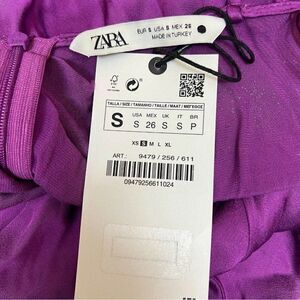 ZARA
EUR S USA S MEX 26
MADE IN TURKEY
FSC
TALLA / SIZE / TAMANHO / TAILLE / MAAT / ΜΕΓΕΘΟΣ
USA MEX UK IT BR
S S 26 S S P
XS S M L XL
ART.: 9479 / 256 / 611
09479256611024